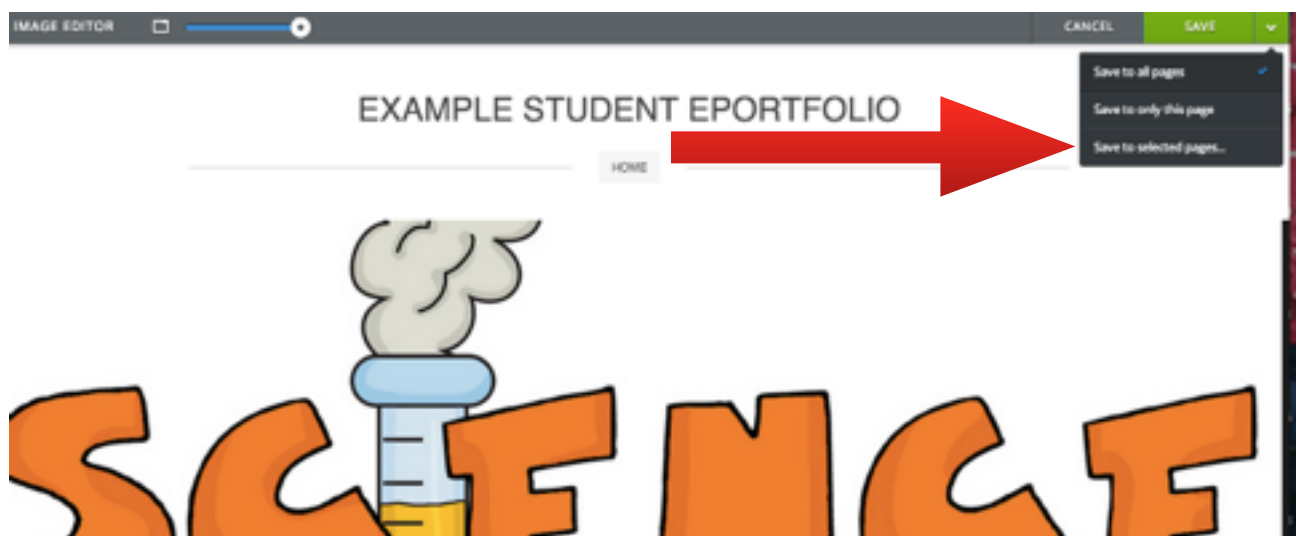 IMAGE EDITOR CANCEL SAVE
Save to all pages
Save to only this page
Save to selected pages...
EXAMPLE STUDENT EPORTFOLIO
HOME
SCIENCE